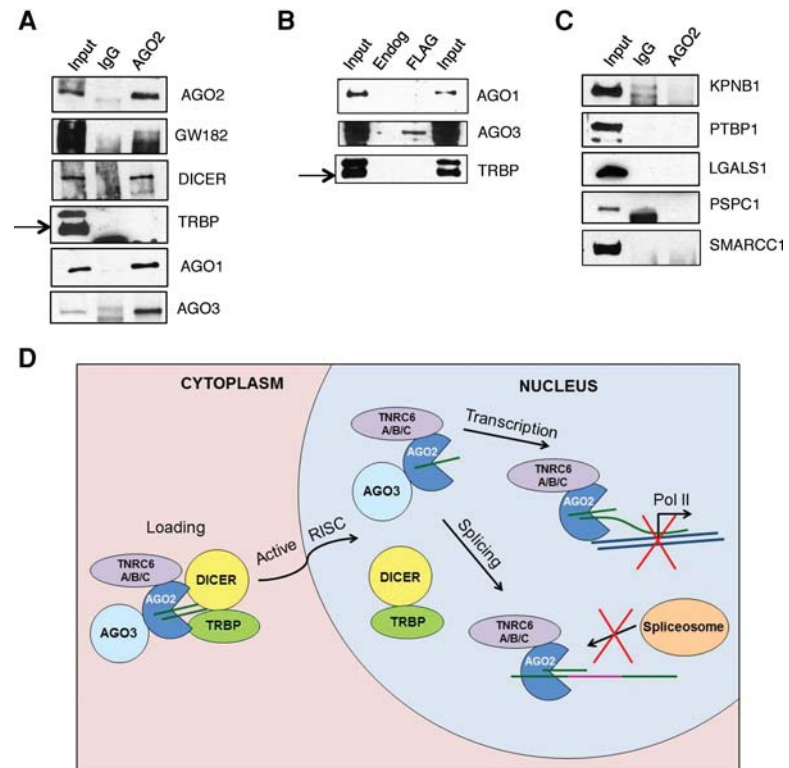 A
Input IgG AGO2
AGO2
GW182
DICER
TRBP
AGO1
AGO3
B
Input Endog FLAG Input
AGO1
AGO3
TRBP
C
Input IgG AGO2
KPNB1
PTBP1
LGALS1
PSPC1
SMARCC1
D
CYTOPLASM
NUCLEUS
Loading
TNRC6
A/B/C
AGO2
DICER
TRBP
AGO3
Active RISC
TNRC6
A/B/C
AGO2
AGO3
DICER
TRBP
Transcription
TNRC6
A/B/C
AGO2
Pol II
Splicing
TNRC6
A/B/C
AGO2
Spliceosome